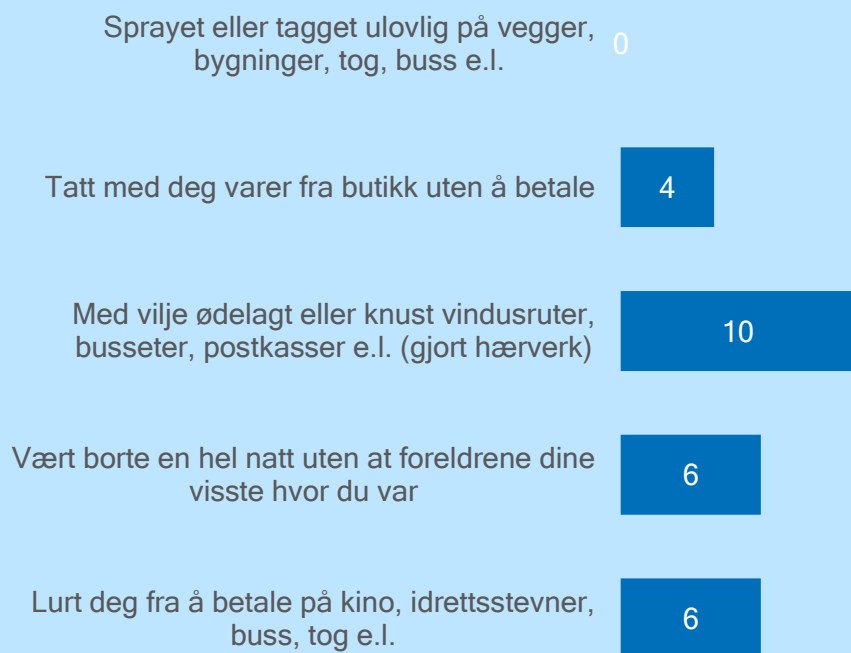 Sprayet eller tagget ulovlig på vegger,
bygninger, tog, buss e.l.
0
Tatt med deg varer fra butikk uten å betale
4
Med vilje ødelagt eller knust vindusruter,
busseter, postkasser e.l. (gjort hærverk)
10
Vært borte en hel natt uten at foreldrene dine
visste hvor du var
6
Lurt deg fra å betale på kino, idrettsstevner,
buss, tog e.l.
6